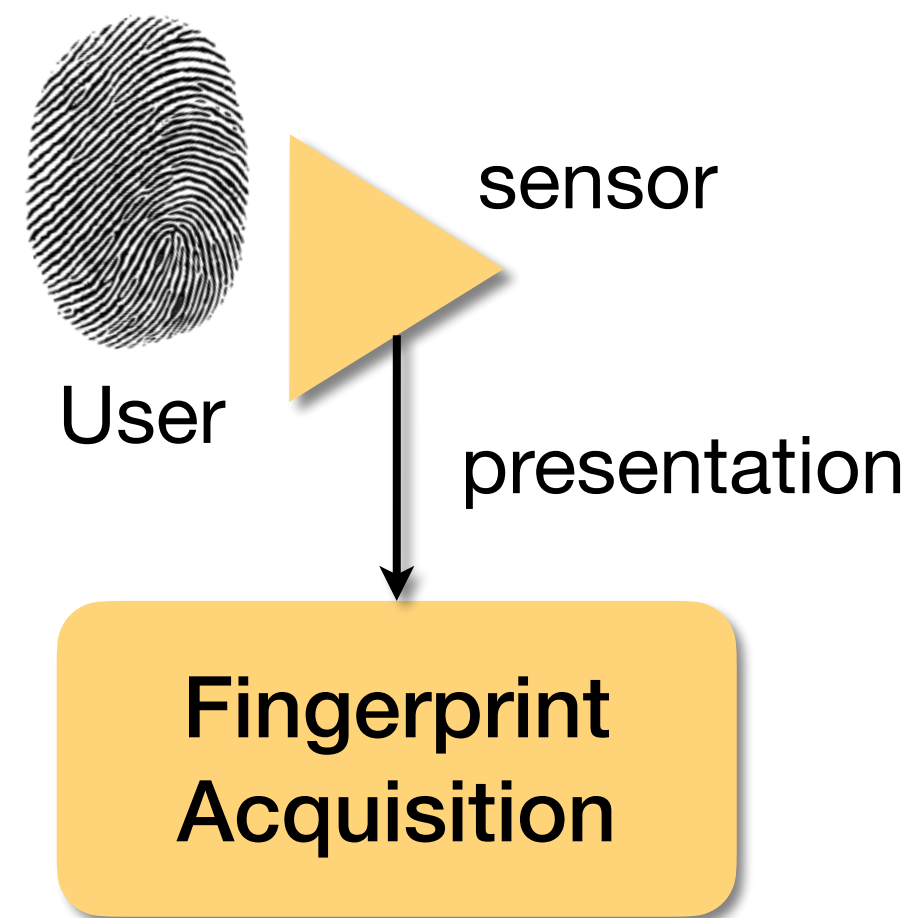 sensor
User
presentation
Fingerprint
Acquisition